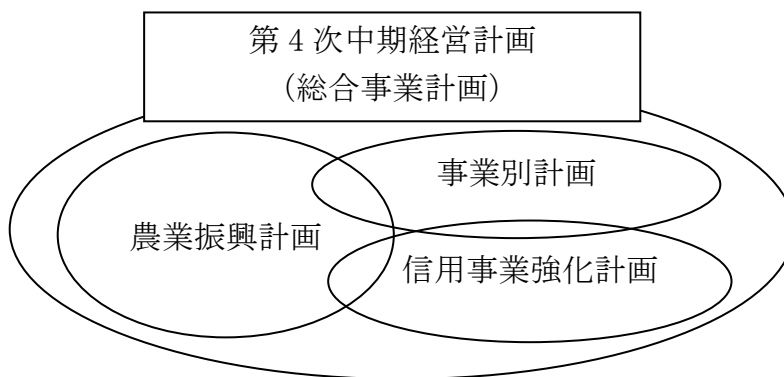 第４次中期経営計画
（総合事業計画）
事業別計画
農業振興計画
信用事業強化計画